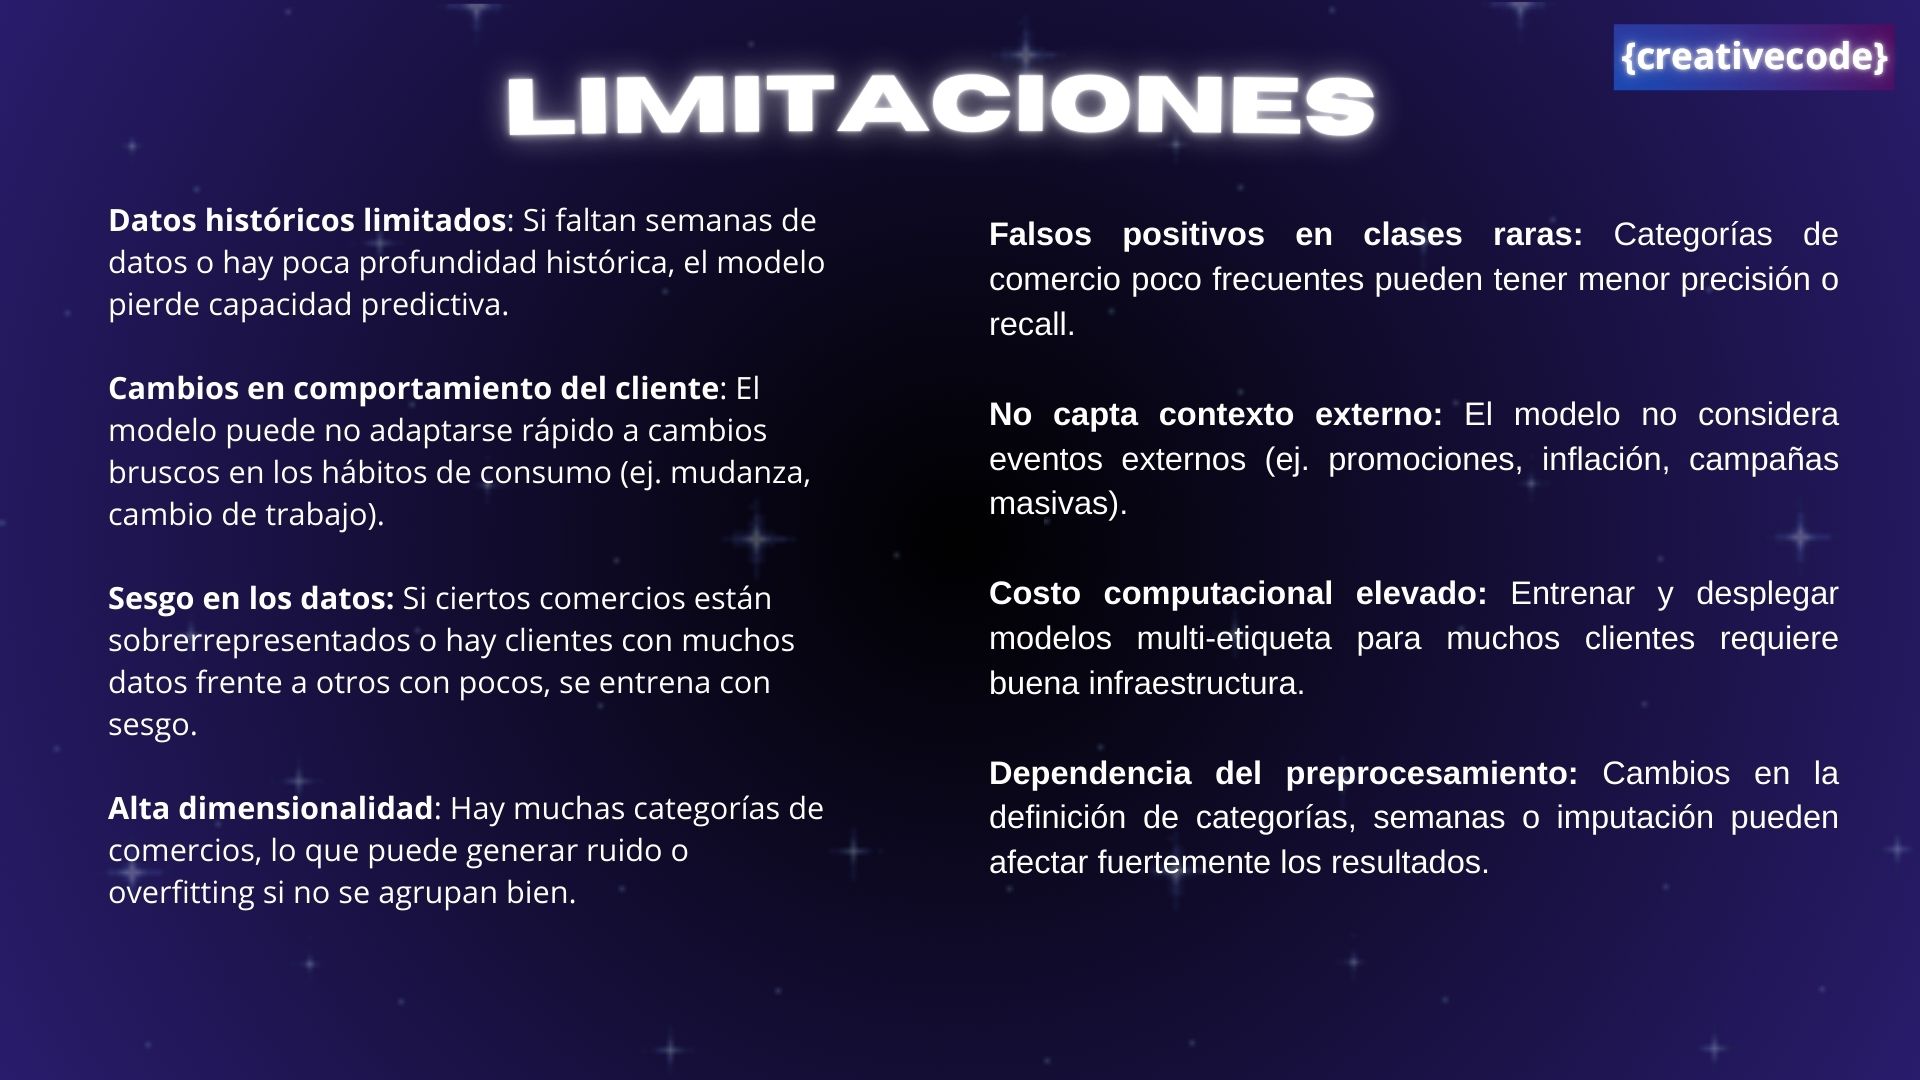 {creativecode}
LIMITACIONES
Datos históricos limitados: Si faltan semanas de
datos o hay poca profundidad histórica, el modelo
pierde capacidad predictiva.
Cambios en comportamiento del cliente: El
modelo puede no adaptarse rápido a cambios
bruscos en los hábitos de consumo (ej. mudanza,
cambio de trabajo).
Sesgo en los datos: Si ciertos comercios están
sobrerrepresentados o hay clientes con muchos
datos frente a otros con pocos, se entrena con
sesgo.
Alta dimensionalidad: Hay muchas categorías de
comercios, lo que puede generar ruido o
overfitting si no se agrupan bien.
Falsos positivos en clases raras: Categorías de
comercio poco frecuentes pueden tener menor precisión o
recall.
No capta contexto externo: El modelo no considera
eventos externos (ej. promociones, inflación, campañas
masivas).
Costo computacional elevado: Entrenar y desplegar
modelos multi-etiqueta para muchos clientes requiere
buena infraestructura.
Dependencia del preprocesamiento: Cambios en la
definición de categorías, semanas o imputación pueden
afectar fuertemente los resultados.